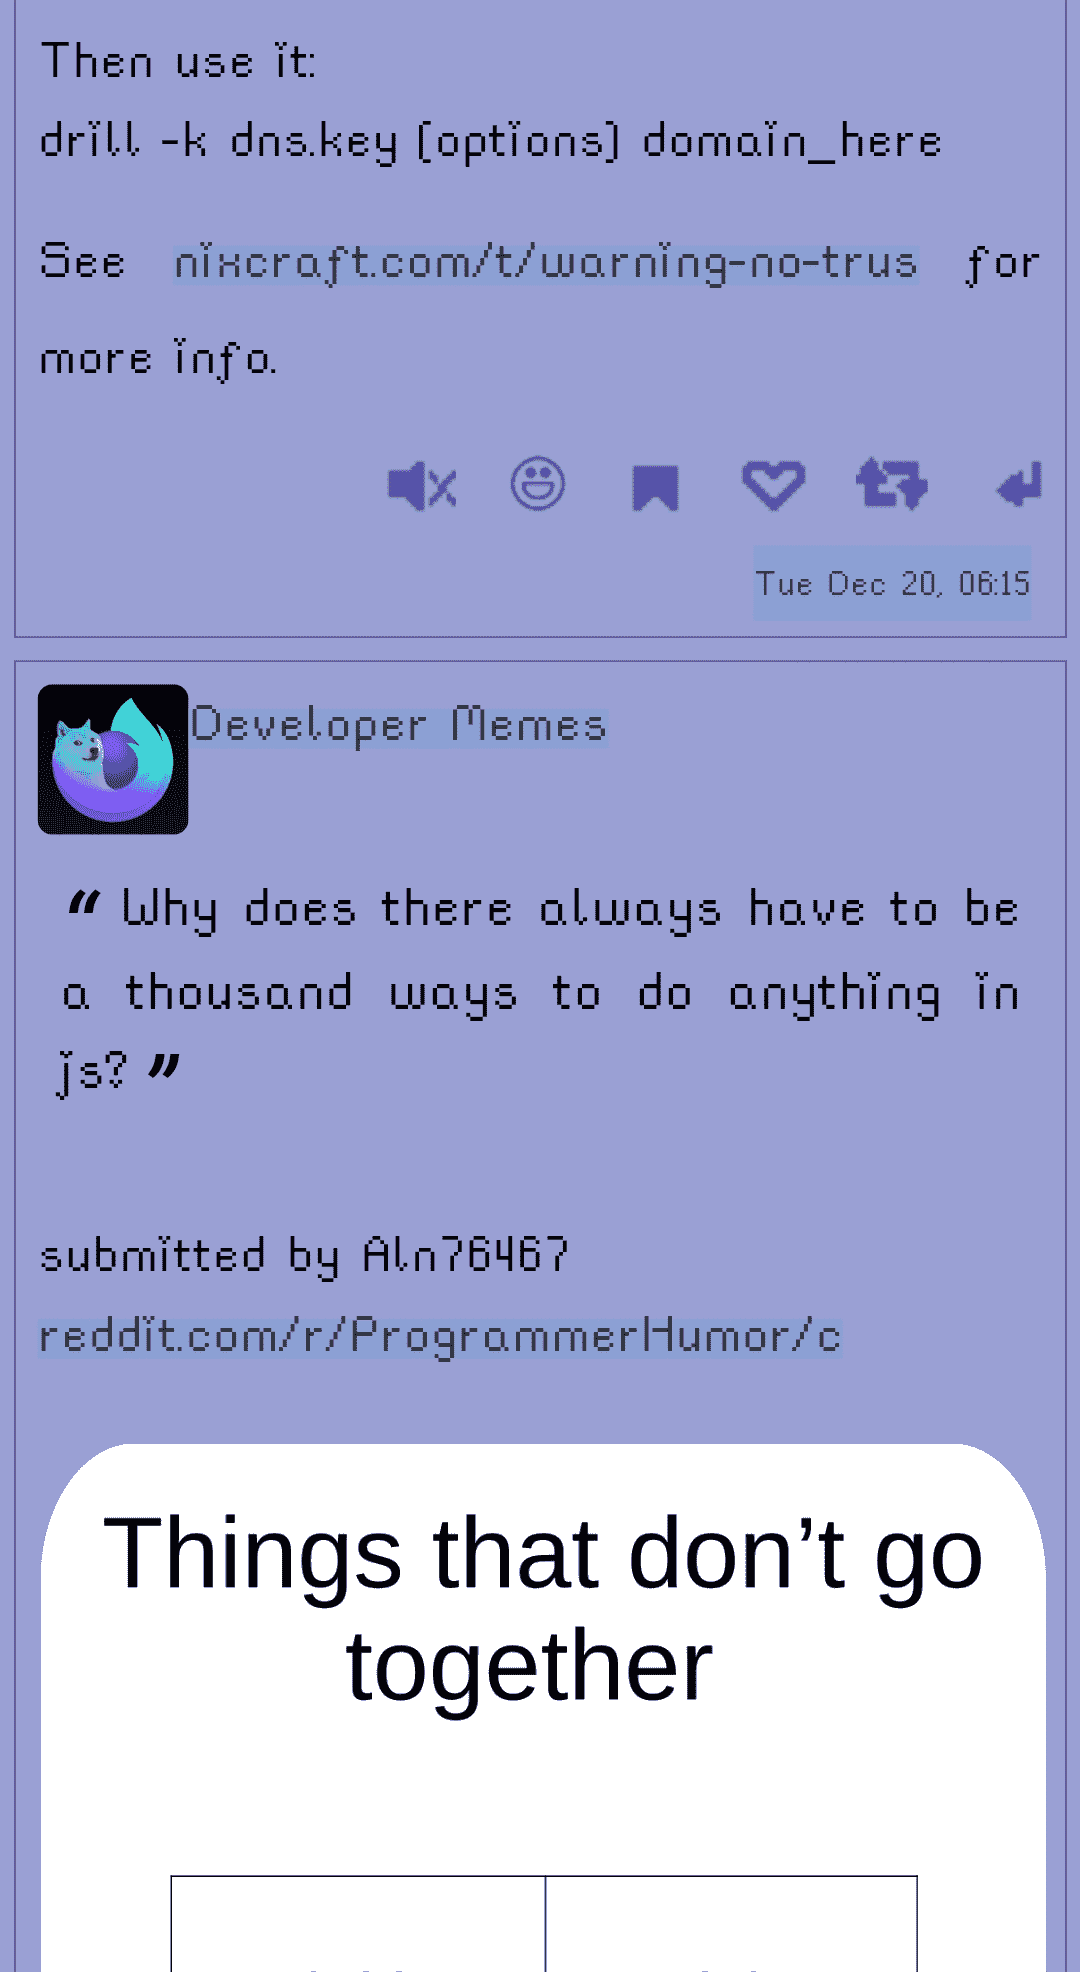 Then use it:
drill -k dns.key [options] domain_here
See nixcraft.com/t/warning-no-trus for
more info.
Tue Dec 20, 06:15
Developer Memes
“ Why does there always have to be
a thousand ways to do anything in
js? ”
submitted by Aln76467
reddit.com/r/ProgrammerHumor/c
Things that don’t go
together